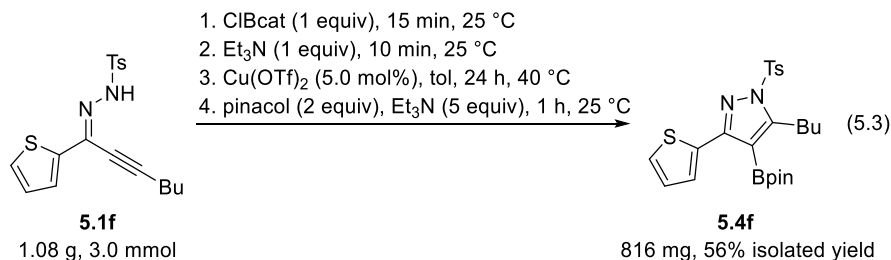 1. ClBcat (1 equiv), 15 min, 25 °C
2. Et₃N (1 equiv), 10 min, 25 °C
3. Cu(OTf)₂ (5.0 mol%), tol, 24 h, 40 °C
4. pinacol (2 equiv), Et₃N (5 equiv), 1 h, 25 °C
Ts
N
NH
S
Bu
5.1f
1.08 g, 3.0 mmol
Ts
N
N
S
Bu
Bpin
(5.3)
5.4f
816 mg, 56% isolated yield